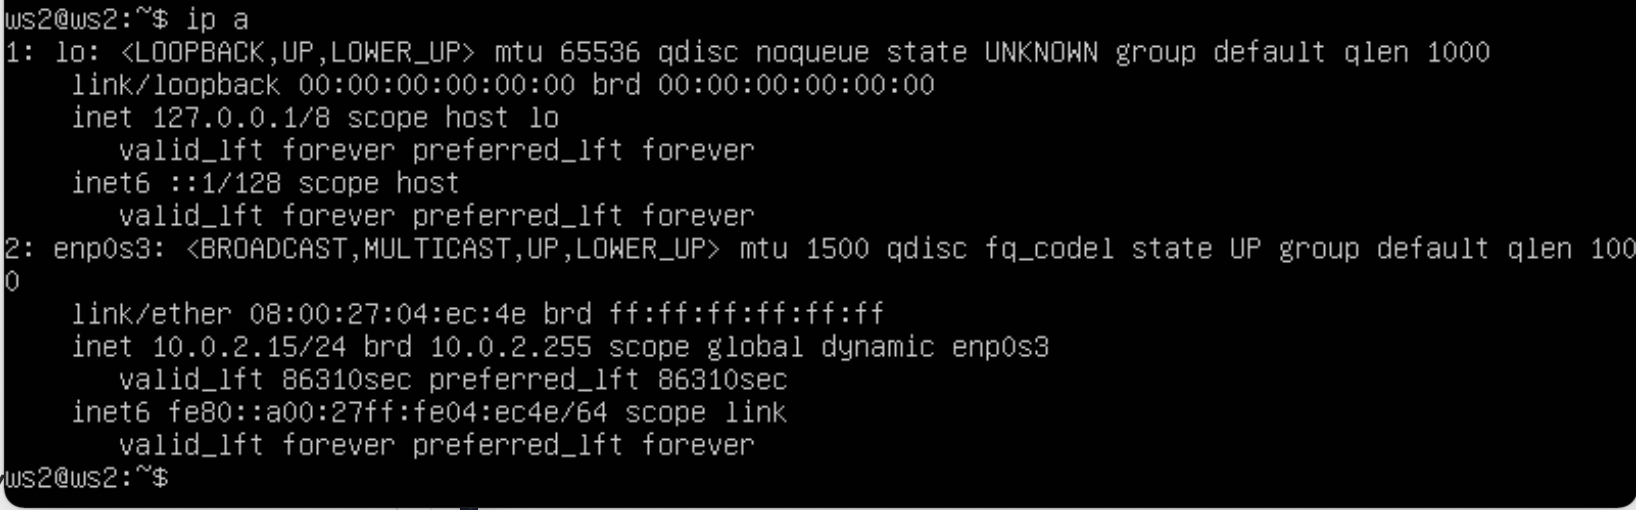 ws2@ws2:~$ ip a
1: lo: <LOOPBACK,UP,LOWER_UP> mtu 65536 qdisc noqueue state UNKNOWN group default qlen 1000
    link/loopback 00:00:00:00:00:00 brd 00:00:00:00:00:00
    inet 127.0.0.1/8 scope host lo
       valid_lft forever preferred_lft forever
    inet6 ::1/128 scope host
       valid_lft forever preferred_lft forever
2: enp0s3: <BROADCAST,MULTICAST,UP,LOWER_UP> mtu 1500 qdisc fq_codel state UP group default qlen 100
0
    link/ether 08:00:27:04:ec:4e brd ff:ff:ff:ff:ff:ff
    inet 10.0.2.15/24 brd 10.0.2.255 scope global dynamic enp0s3
       valid_lft 86310sec preferred_lft 86310sec
    inet6 fe80::a00:27ff:fe04:ec4e/64 scope link
       valid_lft forever preferred_lft forever
ws2@ws2:~$